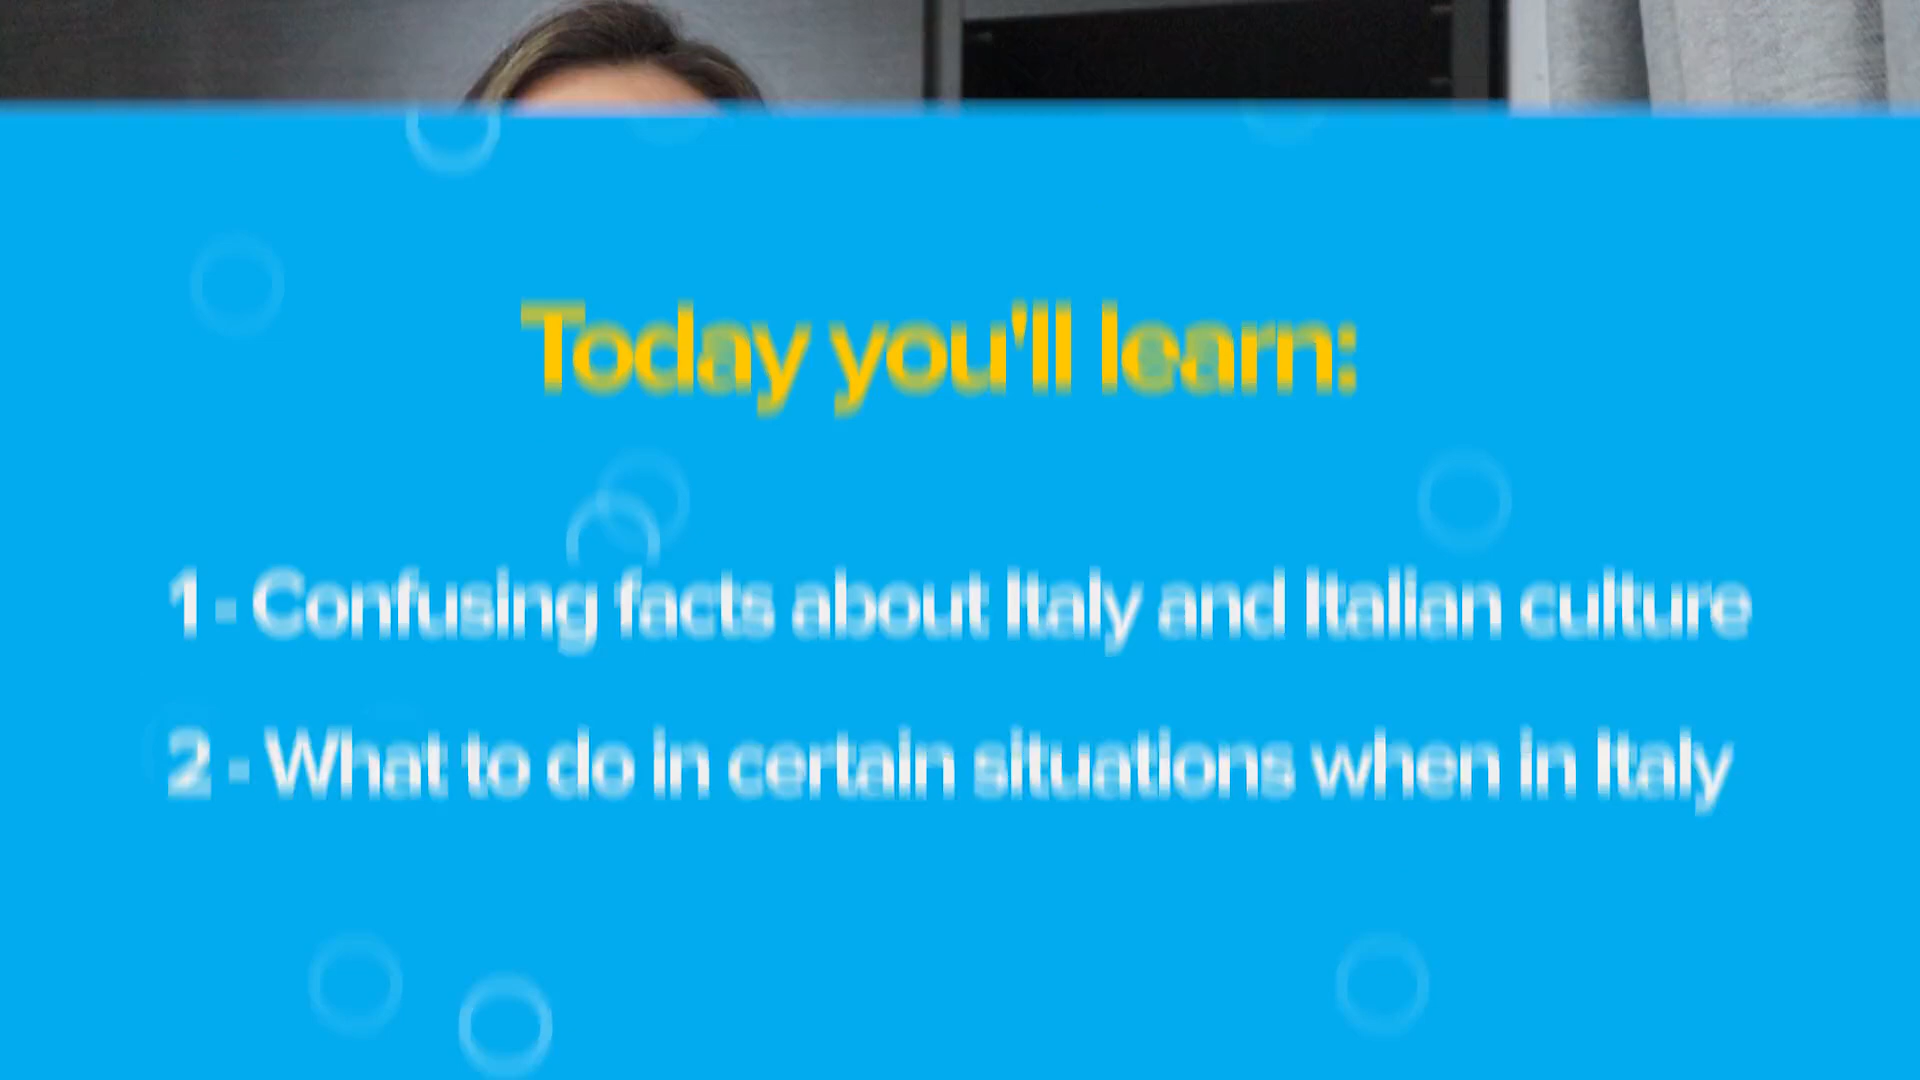 Today you'll learn:
1 - Confusing facts about Italy and Italian culture
2 - What to do in certain situations when in Italy